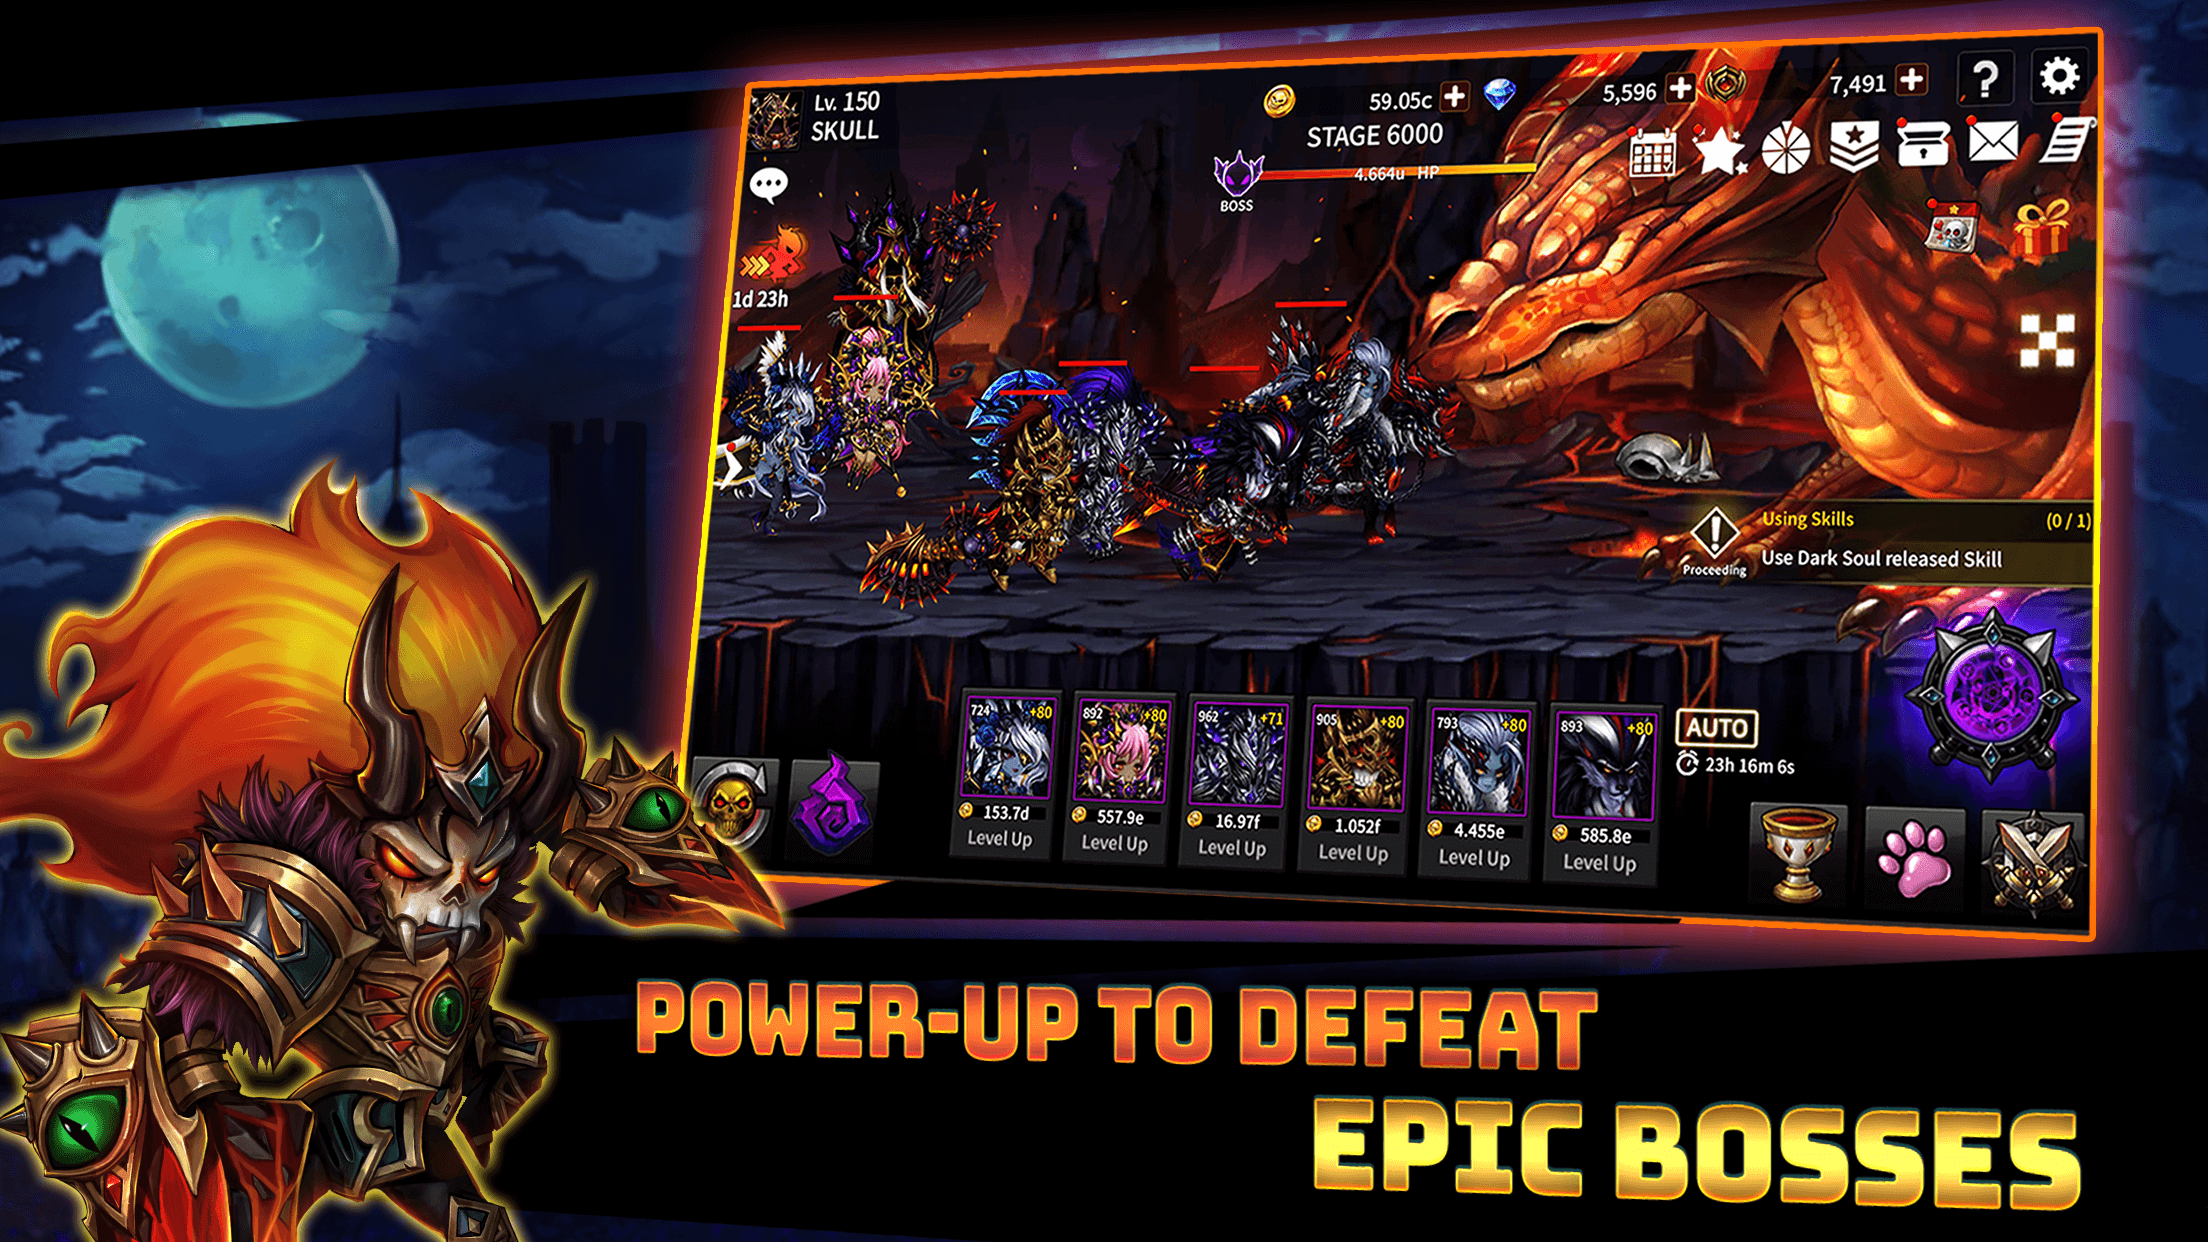 Lv. 150
SKULL
59.05c
5,596
7,491
?
STAGE 6000
4.664u HP
BOSS
1d 23h
Using Skills (0 / 1)
Use Dark Soul released Skill
Proceeding
724 +80
892 +80
962 +71
905 +80
793 +80
893 +80
AUTO
23h 16m 6s
153.7d
557.9e
16.97f
1.052f
4.455e
585.8e
Level Up
Level Up
Level Up
Level Up
Level Up
Level Up
POWER-UP TO DEFEAT
EPIC BOSSES